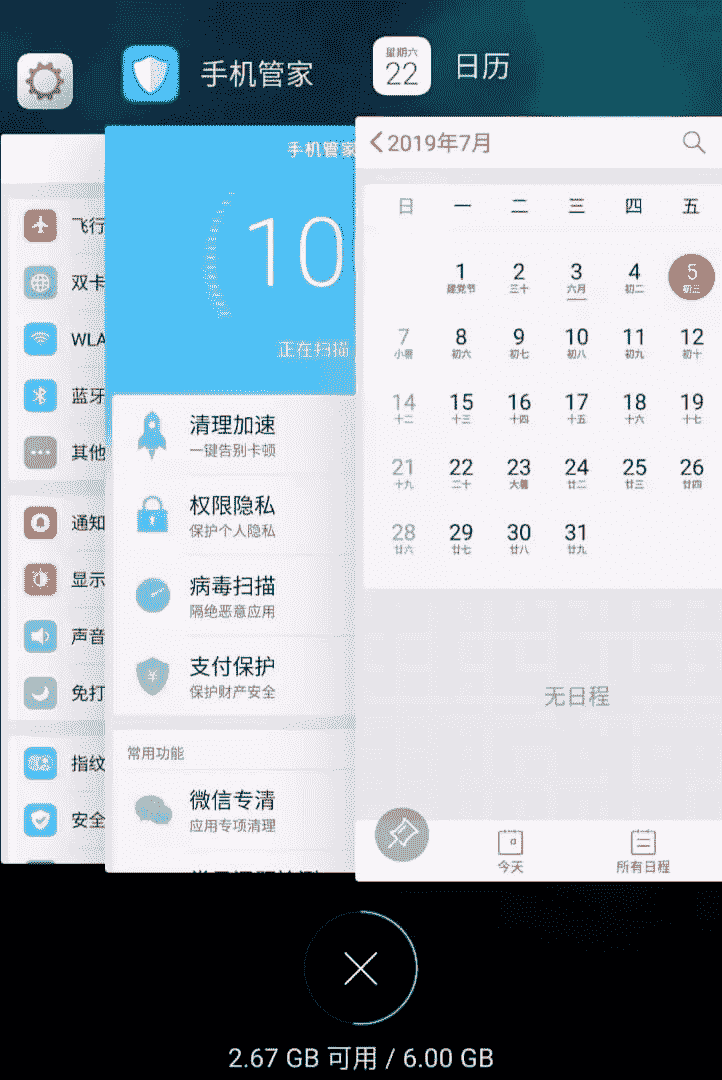 手机管家
星期六
22
日历
飞行
双卡
WLA
蓝牙
其他
通知
显示
声音
免打
指纹
安全
手机管家
10
正在扫描
清理加速
一键告别卡顿
权限隐私
保护个人隐私
病毒扫描
隔绝恶意应用
支付保护
保护财产安全
常用功能
微信专清
应用专项清理
2019年7月
日 一 二 三 四 五
1 2 3 4 5
建党节 三十 六月 初二 初三
7 8 9 10 11 12
小暑 初六 初七 初八 初九 初十
14 15 16 17 18 19
十二 十三 十四 十五 十六 十七
21 22 23 24 25 26
十九 二十 大暑 廿二 廿三 廿四
28 29 30 31
廿六 廿七 廿八 廿九
无日程
今天
所有日程
2.67 GB 可用 / 6.00 GB